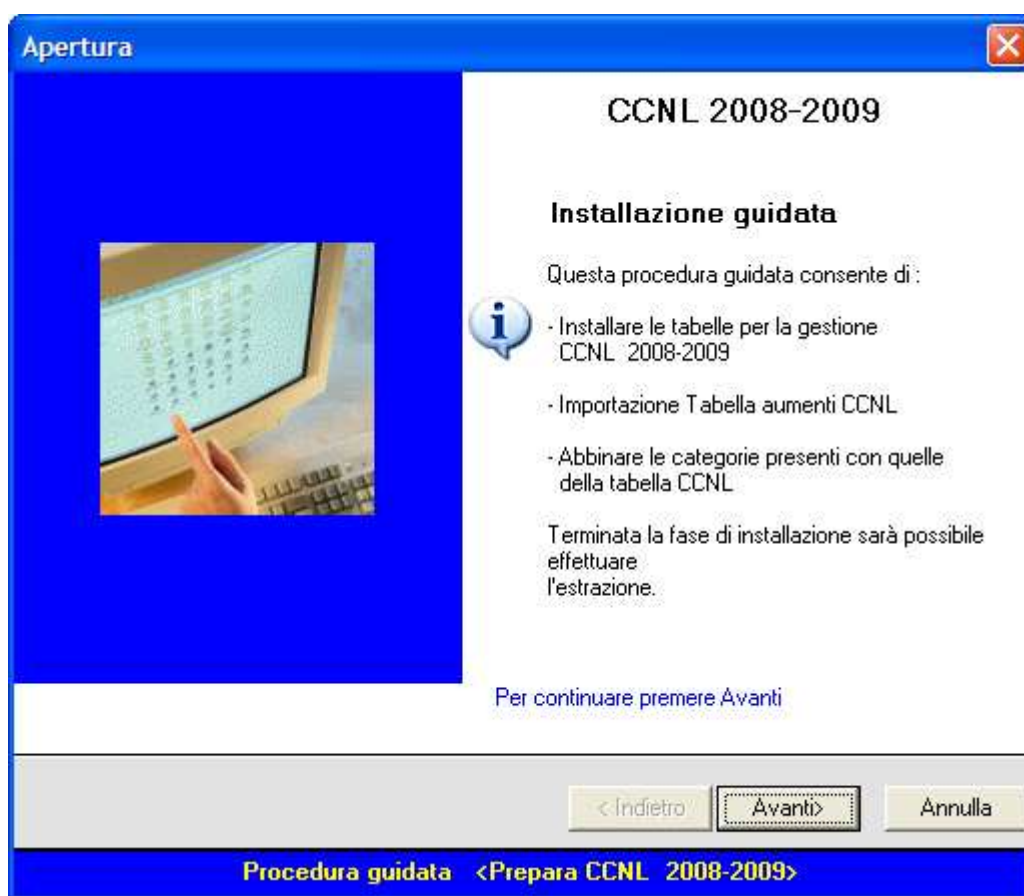 Apertura
CCNL 2008-2009
Installazione guidata
Questa procedura guidata consente di :
- Installare le tabelle per la gestione
CCNL 2008-2009
- Importazione Tabella aumenti CCNL
- Abbinare le categorie presenti con quelle
della tabella CCNL
Terminata la fase di installazione sarà possibile
effettuare
l'estrazione.
Per continuare premere Avanti
< Indietro
Avanti>
Annulla
Procedura guidata <Prepara CCNL 2008-2009>